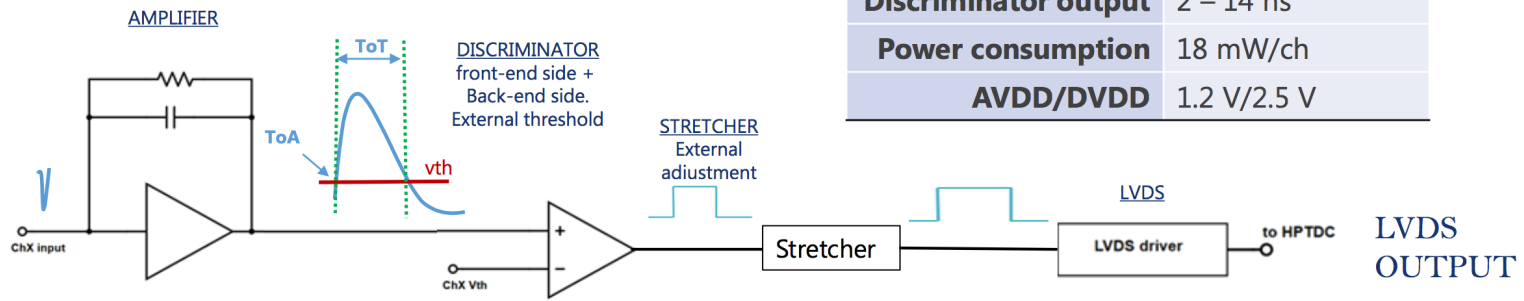 AMPLIFIER
Discriminator output 2 – 14 ns
Power consumption 18 mW/ch
AVDD/DVDD 1.2 V/2.5 V
ToT
DISCRIMINATOR
front-end side +
Back-end side.
External threshold
ToA
vth
STRETCHER
External
adiustment
LVDS
ChX input
+
−
ChX Vth
Stretcher
LVDS driver
to HPTDC
LVDS
OUTPUT